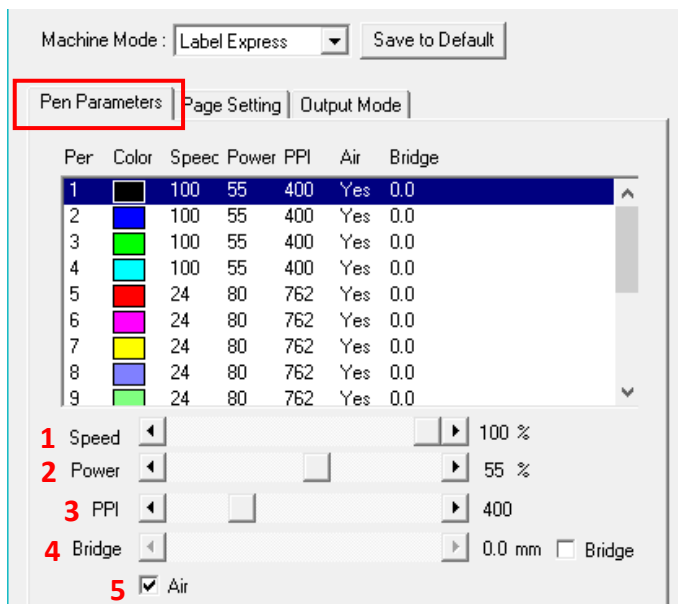 Machine Mode : Label Express Save to Default
Pen Parameters Page Setting Output Mode
Per Color Speec Power PPI Air Bridge
1 100 55 400 Yes 0.0
2 100 55 400 Yes 0.0
3 100 55 400 Yes 0.0
4 100 55 400 Yes 0.0
5 24 80 762 Yes 0.0
6 24 80 762 Yes 0.0
7 24 80 762 Yes 0.0
8 24 80 762 Yes 0.0
9 24 80 762 Yes 0.0
1 Speed 100 %
2 Power 55 %
3 PPI 400
4 Bridge 0.0 mm Bridge
5 Air